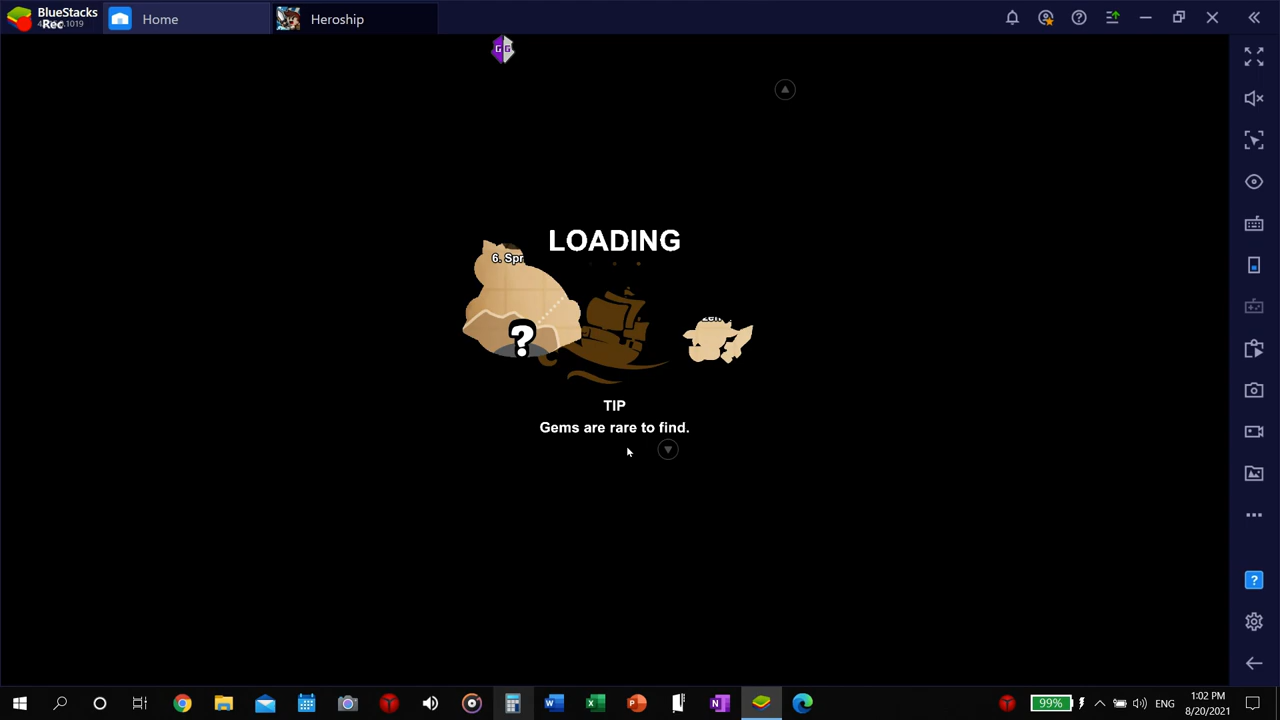 BlueStacks
Rec
Home
Heroship
G G
LOADING
6. Spr
?
TIP
Gems are rare to find.
99%
ENG
1:02 PM
8/20/2021